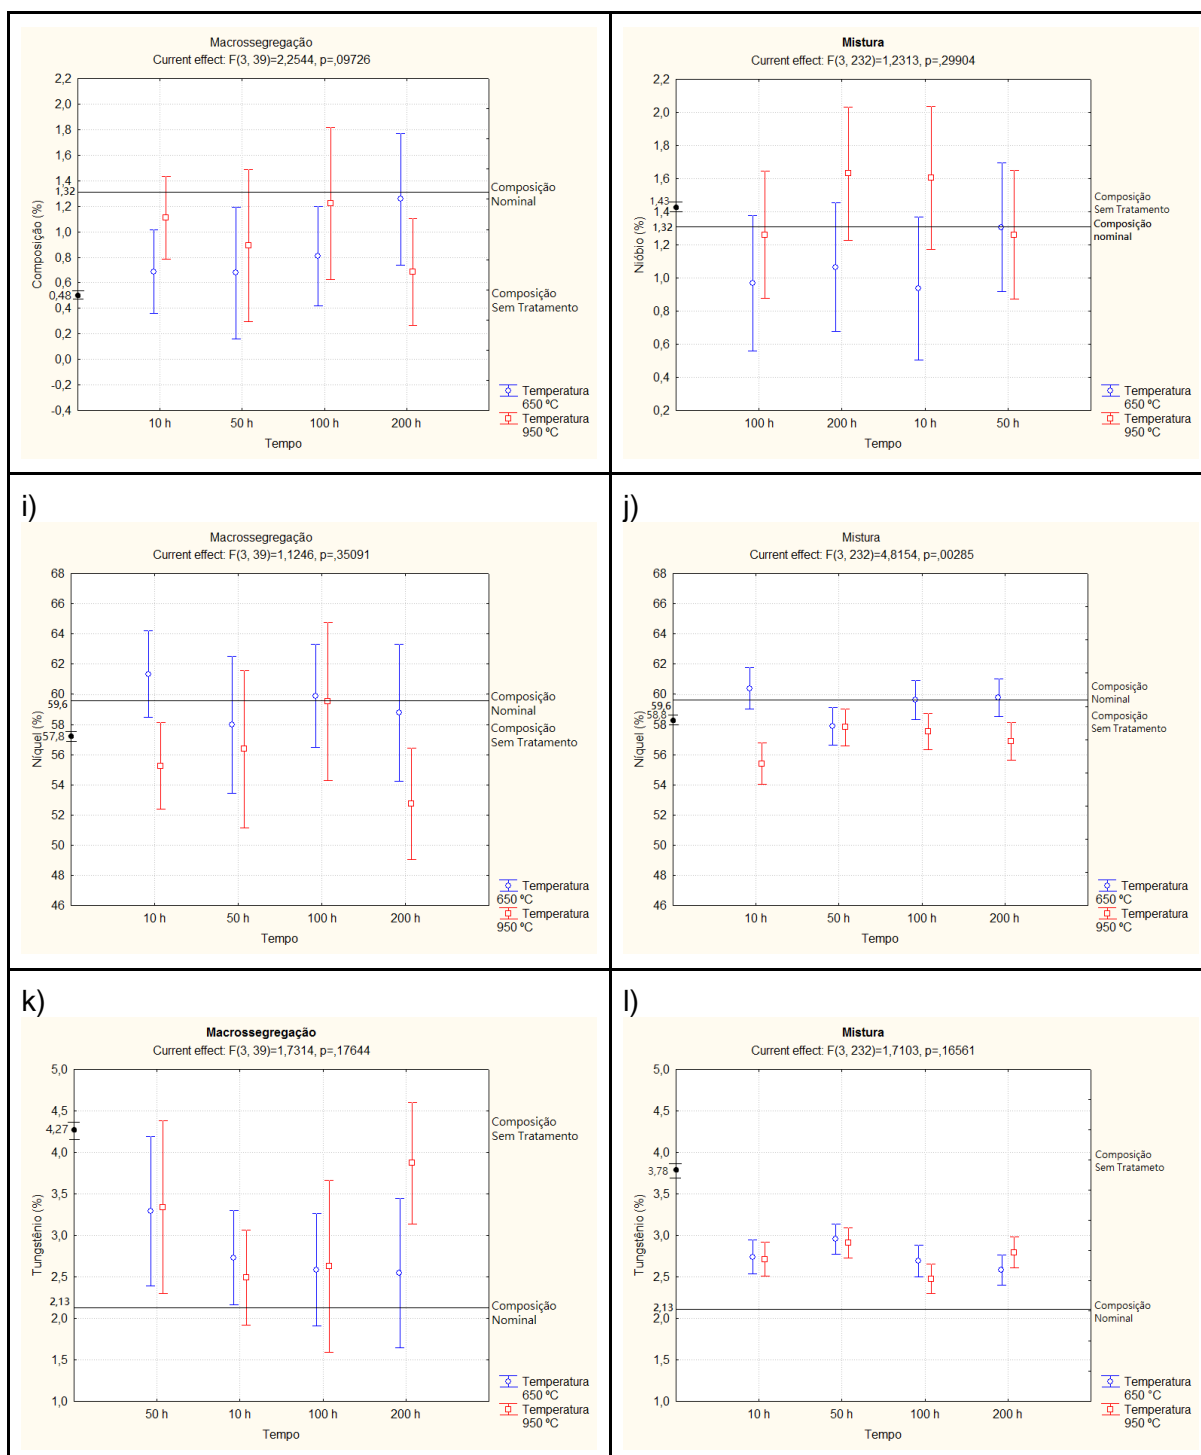 Macrossegregação
Current effect: F(3, 39)=2,2544, p=,09726
Composição (%)
2,2
2,0
1,8
1,6
1,4
1,32
1,2
1,0
0,8
0,6
0,48
0,4
0,2
0,0
-0,2
-0,4
Composição
Nominal
Composição
Sem Tratamento
10 h 50 h 100 h 200 h
Tempo
Temperatura
650 ºC
Temperatura
950 ºC
Mistura
Current effect: F(3, 232)=1,2313, p=,29904
Nióbio (%)
2,2
2,0
1,8
1,6
1,43
1,4
1,32
1,2
1,0
0,8
0,6
0,4
0,2
Composição
Sem Tratamento
Composição
nominal
100 h 200 h 10 h 50 h
Tempo
Temperatura
650 ºC
Temperatura
950 ºC
i)
Macrossegregação
Current effect: F(3, 39)=1,1246, p=,35091
Níquel (%)
68
66
64
62
60
59,6
58
57,8
56
54
52
50
48
46
Composição
Nominal
Composição
Sem Tratamento
10 h 50 h 100 h 200 h
Tempo
Temperatura
650 ºC
Temperatura
950 ºC
j)
Mistura
Current effect: F(3, 232)=4,8154, p=,00285
Níquel (%)
68
66
64
62
60
59,6
58,8
58
56
54
52
50
48
46
Composição
Nominal
Composição
Sem Tratamento
10 h 50 h 100 h 200 h
Tempo
Temperatura
650 ºC
Temperatura
950 ºC
k)
Macrossegregação
Current effect: F(3, 39)=1,7314, p=,17644
Tungstênio (%)
5,0
4,5
4,27
4,0
3,5
3,0
2,5
2,13
2,0
1,5
1,0
Composição
Sem Tratamento
Composição
Nominal
50 h 10 h 100 h 200 h
Tempo
Temperatura
650 ºC
Temperatura
950 ºC
l)
Mistura
Current effect: F(3, 232)=1,7103, p=,16561
Tungstênio (%)
5,0
4,5
4,0
3,78
3,5
3,0
2,5
2,13
2,0
1,5
1,0
Composição
Sem Tratameto
Composição
Nominal
10 h 50 h 100 h 200 h
Tempo
Temperatura
650 °C
Temperatura
950 ºC